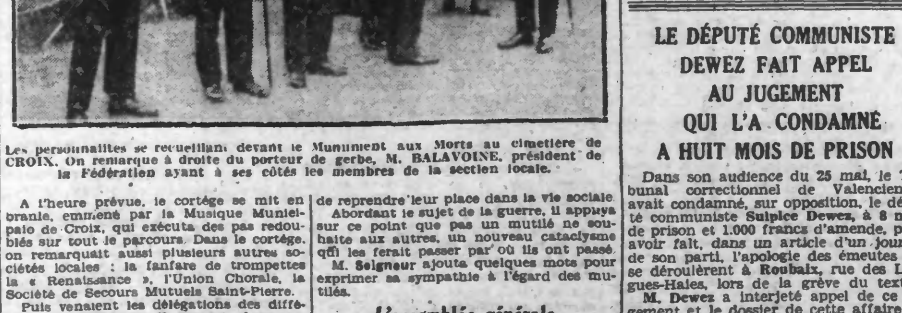 Les personnalités se recueillant devant le Monument aux Morts au cimetière de
CROIX. On remarque à droite du porteur de gerbe, M. BALAVOINE, président de
la Fédération ayant à ses côtés les membres de la section locale.
A l'heure prévue, le cortège se mit en
branle, emmené par la Musique Munici-
pale de Croix, qui exécuta des pas redou-
blés sur tout le parcours. Dans le cortège,
on remarquait aussi plusieurs autres so-
ciétés locales : la fanfare de trompettes
la « Renaissance », l'Union Chorale, la
Société de Secours Mutuels Saint-Pierre.
Puis venaient les délégations des diffé-
de reprendre leur place dans la vie sociale
Abordant le sujet de la guerre, il appuya
sur ce point que pas un mutilé ne sou-
haite aux autres, un nouveau cataclysme
qui les ferait passer par où ils ont passé.
M. Seigneur ajouta quelques mots pour
exprimer sa sympathie à l'égard des mu-
tilés.
L'assemblée générale
LE DÉPUTÉ COMMUNISTE
DEWEZ FAIT APPEL
AU JUGEMENT
QUI L'A CONDAMNÉ
A HUIT MOIS DE PRISON
Dans son audience du 25 mai, le
bunal correctionnel de Valencien
avait condamné, sur opposition, le dé
té communiste Sulpice Dewez, à 8 m
de prison et 1.000 francs d'amende, p
avoir fait, dans un article d'un jour
de son parti, l'apologie des émeutes
se déroulèrent à Roubaix, rue des L
gues-Haies, lors de la grève du text
M. Dewez a interjeté appel de ce
gement et le dossier de cette affaire